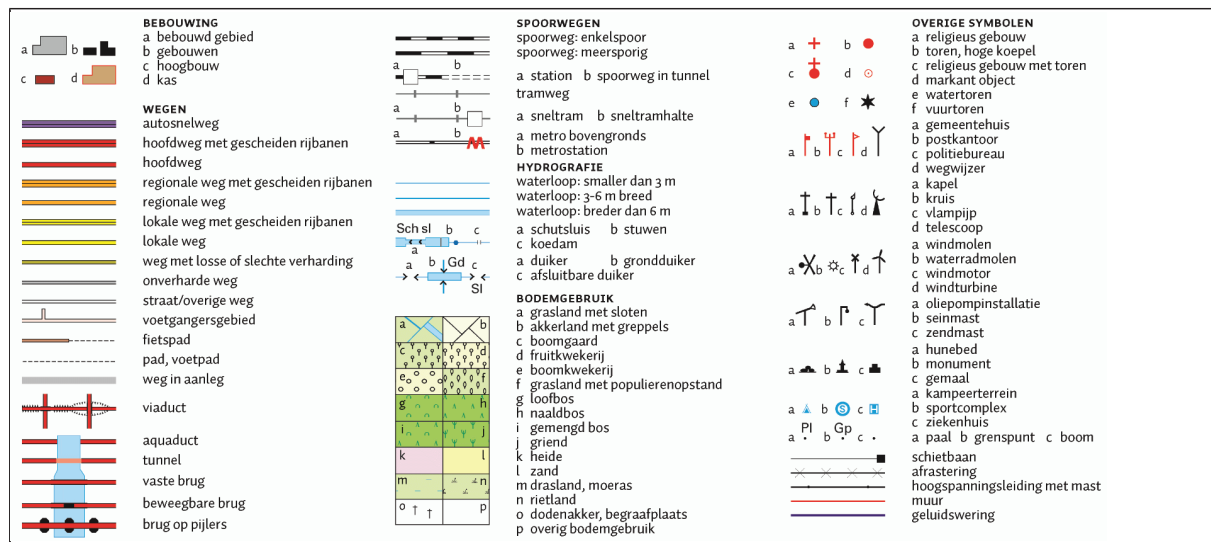 BEBOUWING
a bebouwd gebied
a b
b gebouwen
c hoogbouw
c d
d kas
WEGEN
autosnelweg
hoofdweg met gescheiden rijbanen
hoofdweg
regionale weg met gescheiden rijbanen
regionale weg
lokale weg met gescheiden rijbanen
lokale weg
weg met losse of slechte verharding
onverharde weg
straat/overige weg
voetgangersgebied
fietspad
pad, voetpad
weg in aanleg
viaduct
aquaduct
tunnel
vaste brug
beweegbare brug
brug op pijlers
SPOORWEGEN
spoorweg: enkelspoor
spoorweg: meersporig
a b
a station b spoorweg in tunnel
tramweg
a b
a sneltram b sneltramhalte
a b
a metro bovengronds
b metrostation
HYDROGRAFIE
waterloop: smaller dan 3 m
waterloop: 3-6 m breed
waterloop: breder dan 6 m
Sch sl b c
a
a schutsluis b stuwen
c koedam
a b Gd c
Sl
a duiker b grondduiker
c afsluitbare duiker
BODEMGEBRUIK
a b
c d
e f
g h
i j
k l
m n
o p
a grasland met sloten
b akkerland met greppels
c boomgaard
d fruitkwekerij
e boomkwekerij
f grasland met populierenopstand
g loofbos
h naaldbos
i gemengd bos
j griend
k heide
l zand
m drasland, moeras
n rietland
o dodenakker, begraafplaats
p overig bodemgebruik
OVERIGE SYMBOLEN
a b
a religieus gebouw
b toren, hoge koepel
c d
c religieus gebouw met toren
d markant object
e f
e watertoren
f vuurtoren
a b c d
a gemeentehuis
b postkantoor
c politiebureau
d wegwijzer
a b c d
a kapel
b kruis
c vlampijp
d telescoop
a b c d
a windmolen
b waterradmolen
c windmotor
d windturbine
a b c
a oliepompinstallatie
b seinmast
c zendmast
a b c
a hunebed
b monument
c gemaal
a b S c H
a kampeerterrein
b sportcomplex
c ziekenhuis
Pl Gp
a b c
a paal b grenspunt c boom
schietbaan
afrastering
hoogspanningsleiding met mast
muur
geluidswering